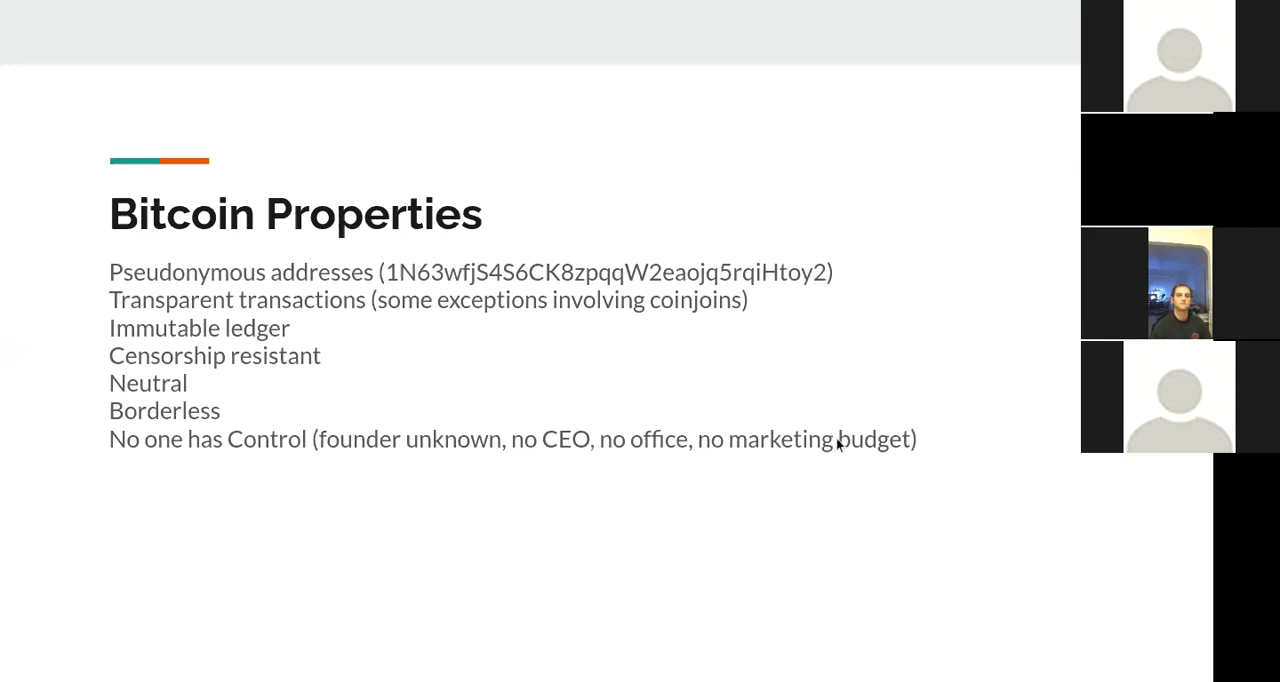 Bitcoin Properties
Pseudonymous addresses (1N63wfjS4S6CK8zpqqW2eaojq5rqiHtoy2)
Transparent transactions (some exceptions involving coinjoins)
Immutable ledger
Censorship resistant
Neutral
Borderless
No one has Control (founder unknown, no CEO, no office, no marketing budget)